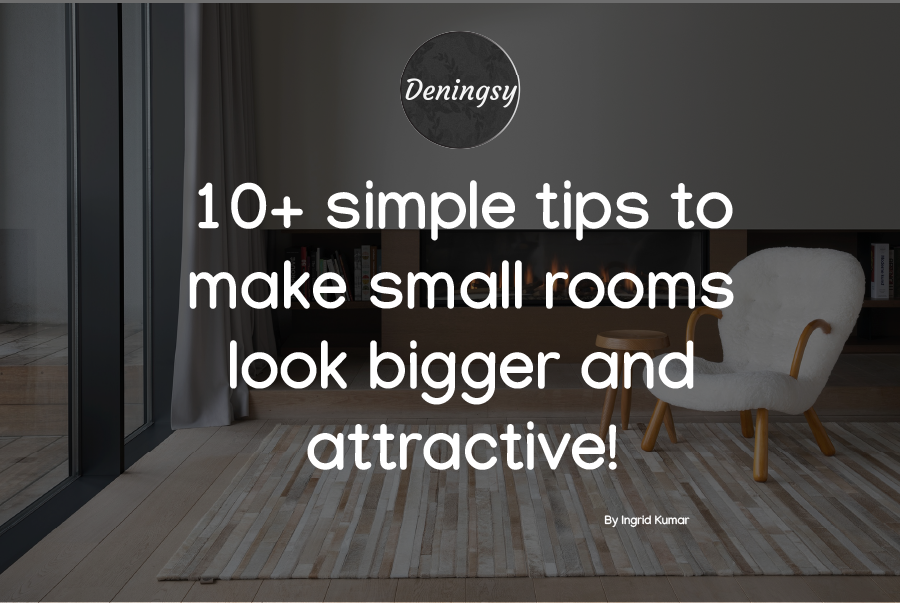 Deningsy
10+ simple tips to
make small rooms
look bigger and
attractive!
By Ingrid Kumar